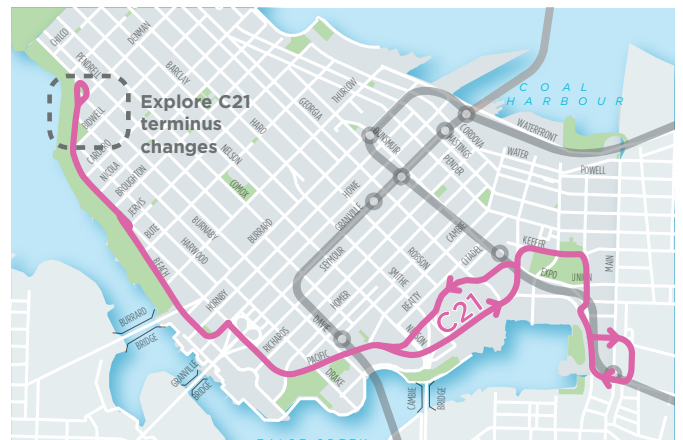 CHILCO
DENMAN
PENDRELL
BARCLAY
THURLOW
GEORGIA
COAL
HARBOUR
Explore C21
terminus
changes
BIDWELL
HARO
NELSON
CARDERO
NICOLA
BROUGHTON
JERVIS
BUTE
BEACH
COMOX
BURNABY
HARWOOD
BURRARD
DUNSMUIR
CORDOVA
HASTINGS
PENDER
WATERFRONT
WATER
POWELL
HOWE
GRANVILLE
SEYMOUR
ROBSON
CAMBIE
CITADEL
SMITHE
BEATTY
NELSON
HOMER
KEEFER
EXPO
UNION
MAIN
HORNBY
RICHARDS
DAVIE
PACIFIC
DRAKE
C21
BURRARD
BRIDGE
GRANVILLE
BRIDGE
CAMBIE
BRIDGE